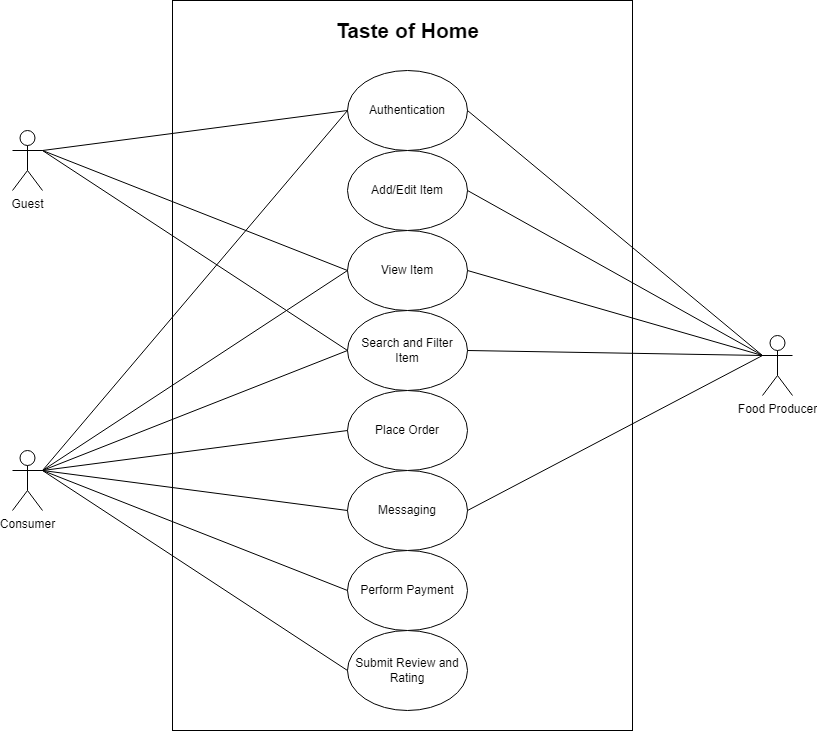 Taste of Home
Authentication
Guest
Add/Edit Item
View Item
Search and Filter
Item
Food Producer
Place Order
Consumer
Messaging
Perform Payment
Submit Review and
Rating